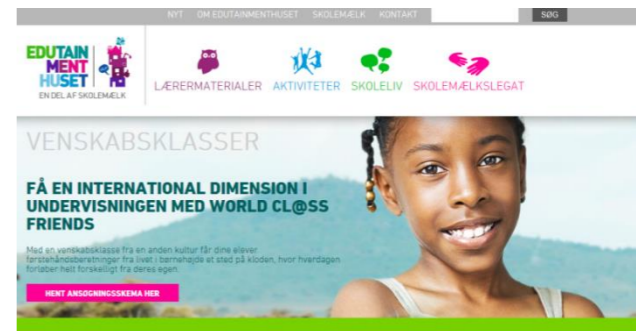 NYT OM EDUTAINMENTHUSET SKOLEMÆLK KONTAKT SØG
EDUTAIN
MENT
HUSET
EN DEL AF SKOLEMÆLK
LÆRERMATERIALER AKTIVITETER SKOLELIV SKOLEMÆLKSLEGAT
VENSKABSKLASSER
FÅ EN INTERNATIONAL DIMENSION I
UNDERVISNINGEN MED WORLD CL@SS
FRIENDS
Med en venskabsklasse fra en anden kultur får dine elever
førstehåndsberetninger fra livet i børnehøjde et sted på kloden, hvor hverdagen
forløber helt forskelligt fra deres egen.
HENT ANSØGNINGSSKEMA HER